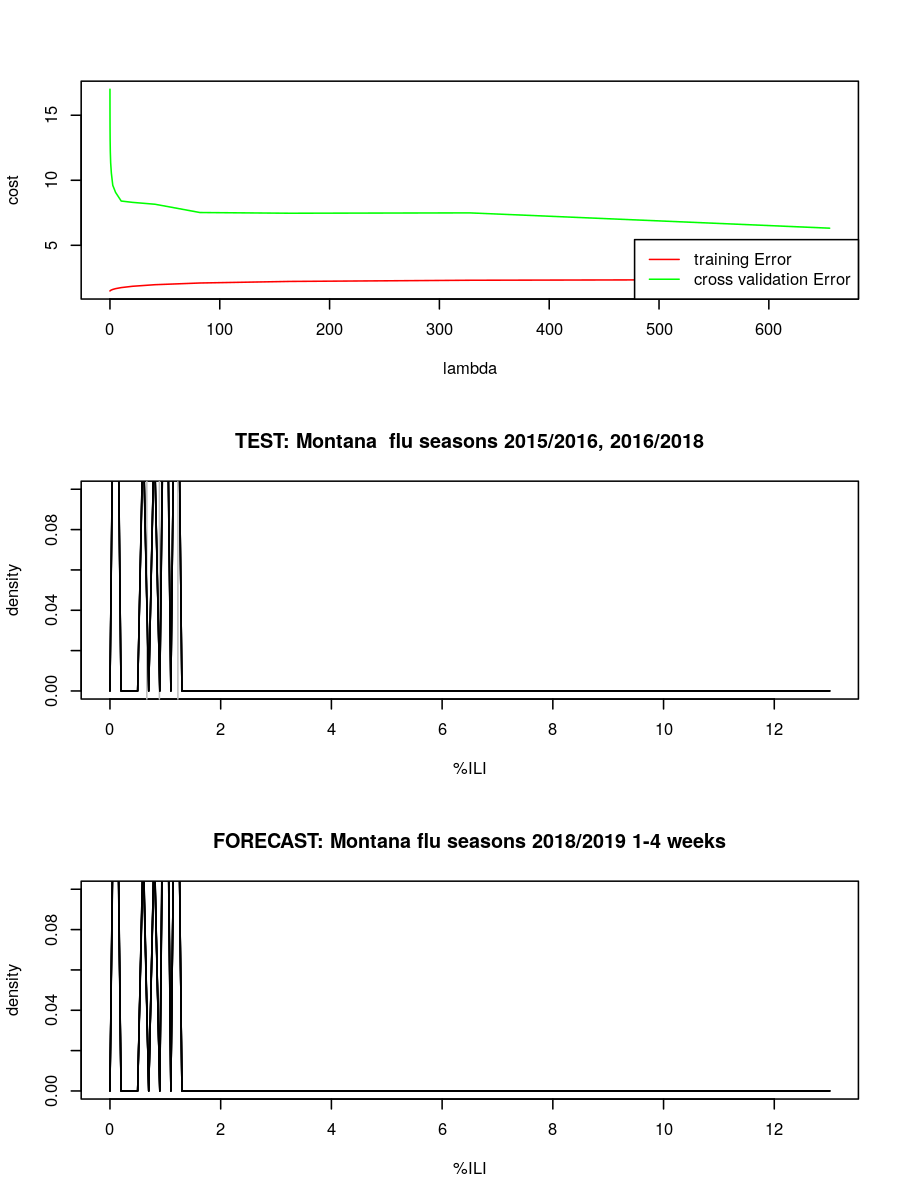 15
10
5
cost
training Error
cross validation Error
0 100 200 300 400 500 600
lambda
TEST: Montana  flu seasons 2015/2016, 2016/2018
0.08
0.04
0.00
density
0 2 4 6 8 10 12
%ILI
FORECAST: Montana flu seasons 2018/2019 1-4 weeks
0.08
0.04
0.00
density
0 2 4 6 8 10 12
%ILI